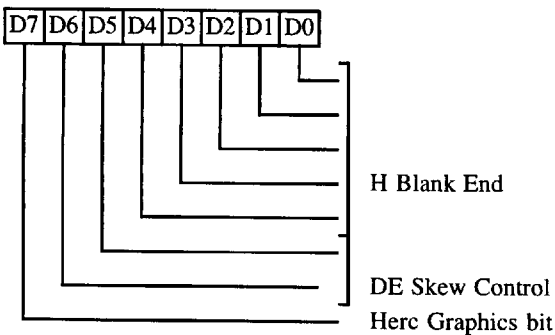 D7 D6 D5 D4 D3 D2 D1 D0
H Blank End
DE Skew Control
Herc Graphics bit